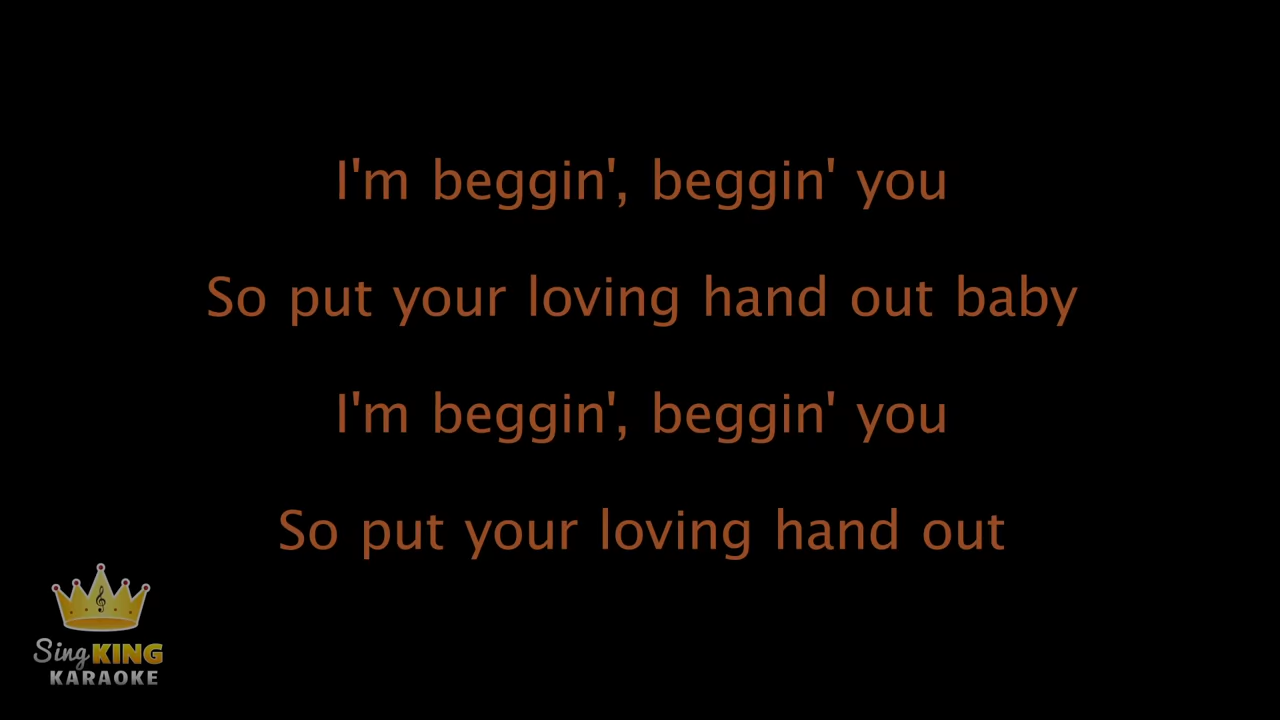 I'm beggin', beggin' you
So put your loving hand out baby
I'm beggin', beggin' you
So put your loving hand out
Sing KING
KARAOKE